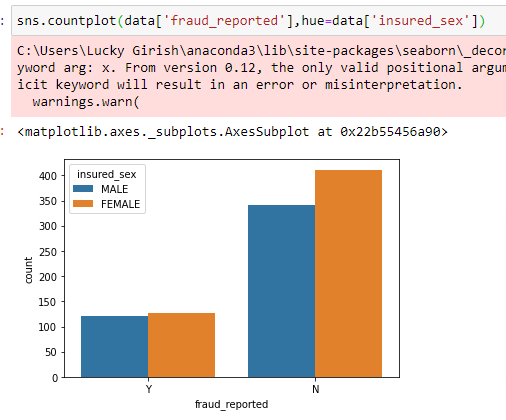 : sns.countplot(data['fraud_reported'],hue=data['insured_sex'])
C:\Users\Lucky Girish\anaconda3\lib\site-packages\seaborn\_decor
yword arg: x. From version 0.12, the only valid positional argum
icit keyword will result in an error or misinterpretation.
warnings.warn(
: <matplotlib.axes._subplots.AxesSubplot at 0x22b55456a90>
insured_sex
MALE
FEMALE
400
350
300
250
200
150
100
50
0
count
Y
N
fraud_reported